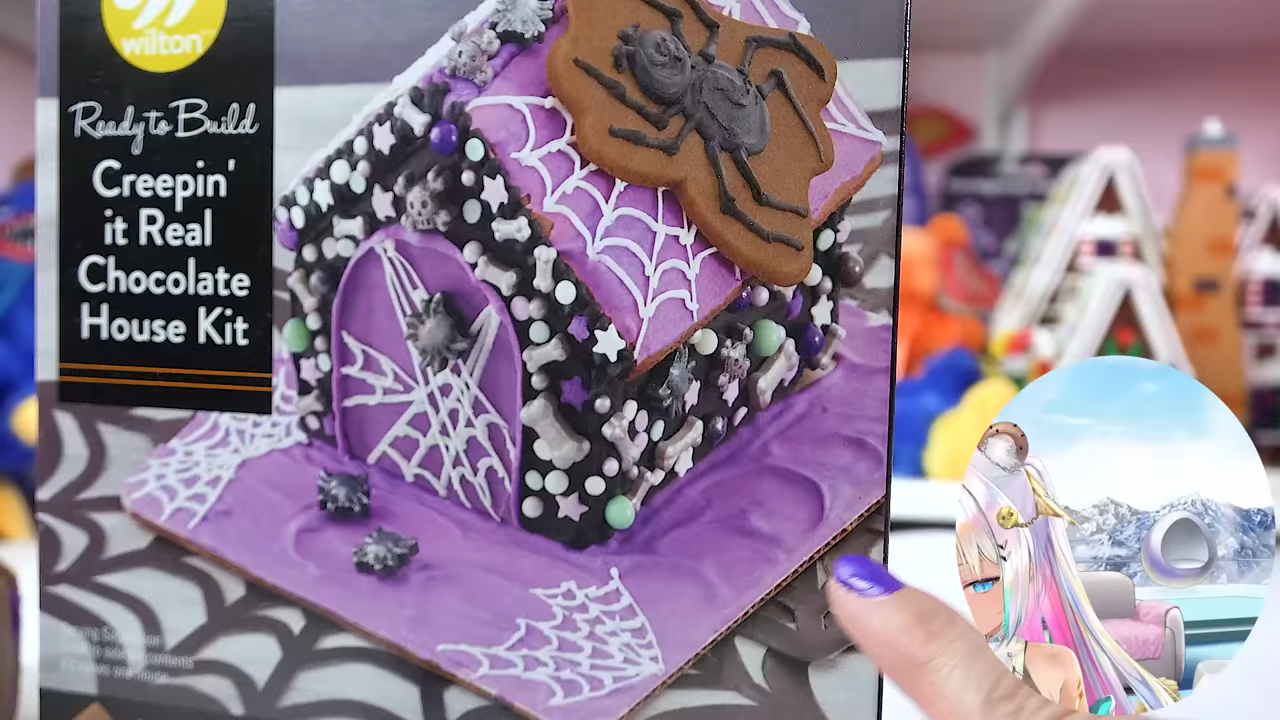 wilton
Ready to Build
Creepin'
it Real
Chocolate
House Kit